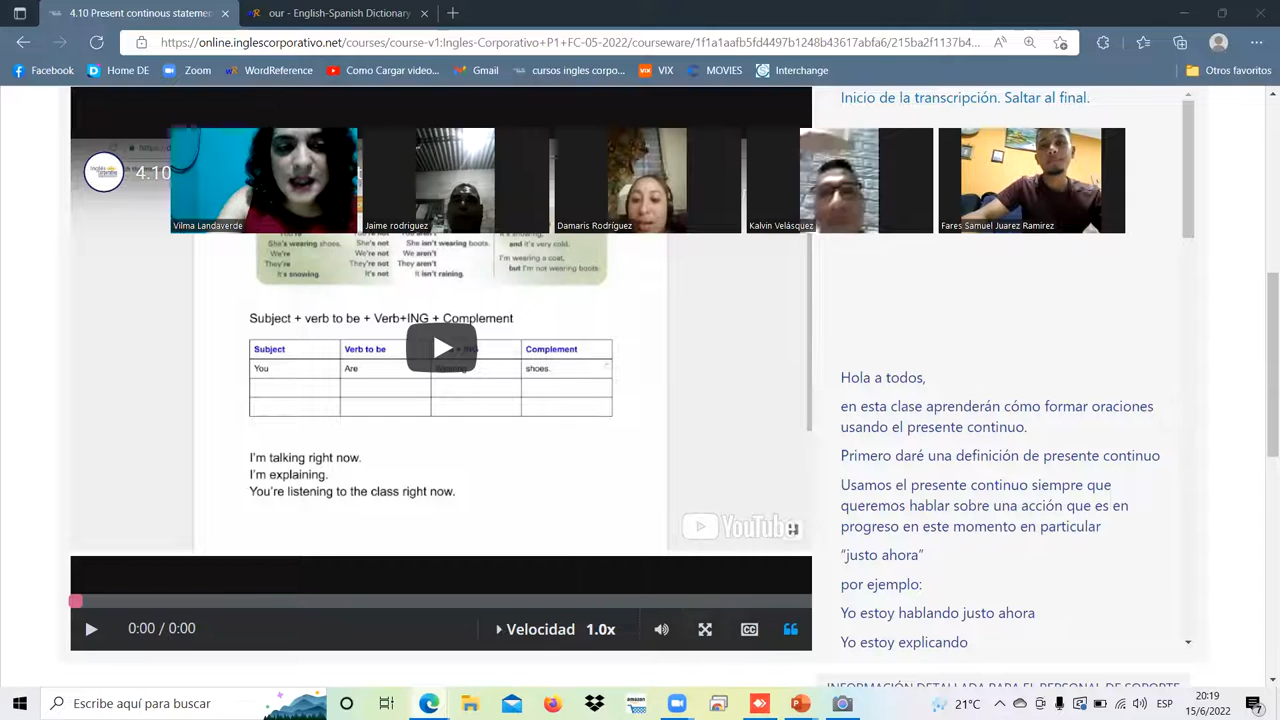 4.10 Present continous statemen
our - English-Spanish Dictionary
https://online.inglescorporativo.net/courses/course-v1:Ingles-Corporativo+P1+FC-05-2022/courseware/1f1a1aafb5fd4497b1248b43617abfa6/215ba2f1137b4...
Facebook
Home DE
Zoom
WordReference
Como Cargar video...
Gmail
cursos ingles corpo...
VIX
MOVIES
Interchange
Otros favoritos
4.10
Vilma Landaverde
Jaime rodriguez
Damaris Rodríguez
Kalvin Velásquez
Fares Samuel Juarez Ramirez
She's wearing shoes. She's not She isn't wearing boots. and it's very cold.
We're We're not We aren't
I'm wearing a coat,
They're They're not They aren't
but I'm not wearing boots.
It's snowing. It's not It isn't raining.
Subject + verb to be + Verb+ING + Complement
Subject Verb to be Complement
You Are shoes.
I'm talking right now.
I'm explaining.
You're listening to the class right now.
YouTube
0:00 / 0:00
Velocidad 1.0x
CC
Inicio de la transcripción. Saltar al final.
Hola a todos,
en esta clase aprenderán cómo formar oraciones
usando el presente continuo.
Primero daré una definición de presente continuo
Usamos el presente continuo siempre que
queremos hablar sobre una acción que es en
progreso en este momento en particular
“justo ahora”
por ejemplo:
Yo estoy hablando justo ahora
Yo estoy explicando
INFORMACIÓN DETALLADA PARA EL PERSONAL DE SOPORTE
Escribe aquí para buscar
21°C
ESP
20:19
15/6/2022